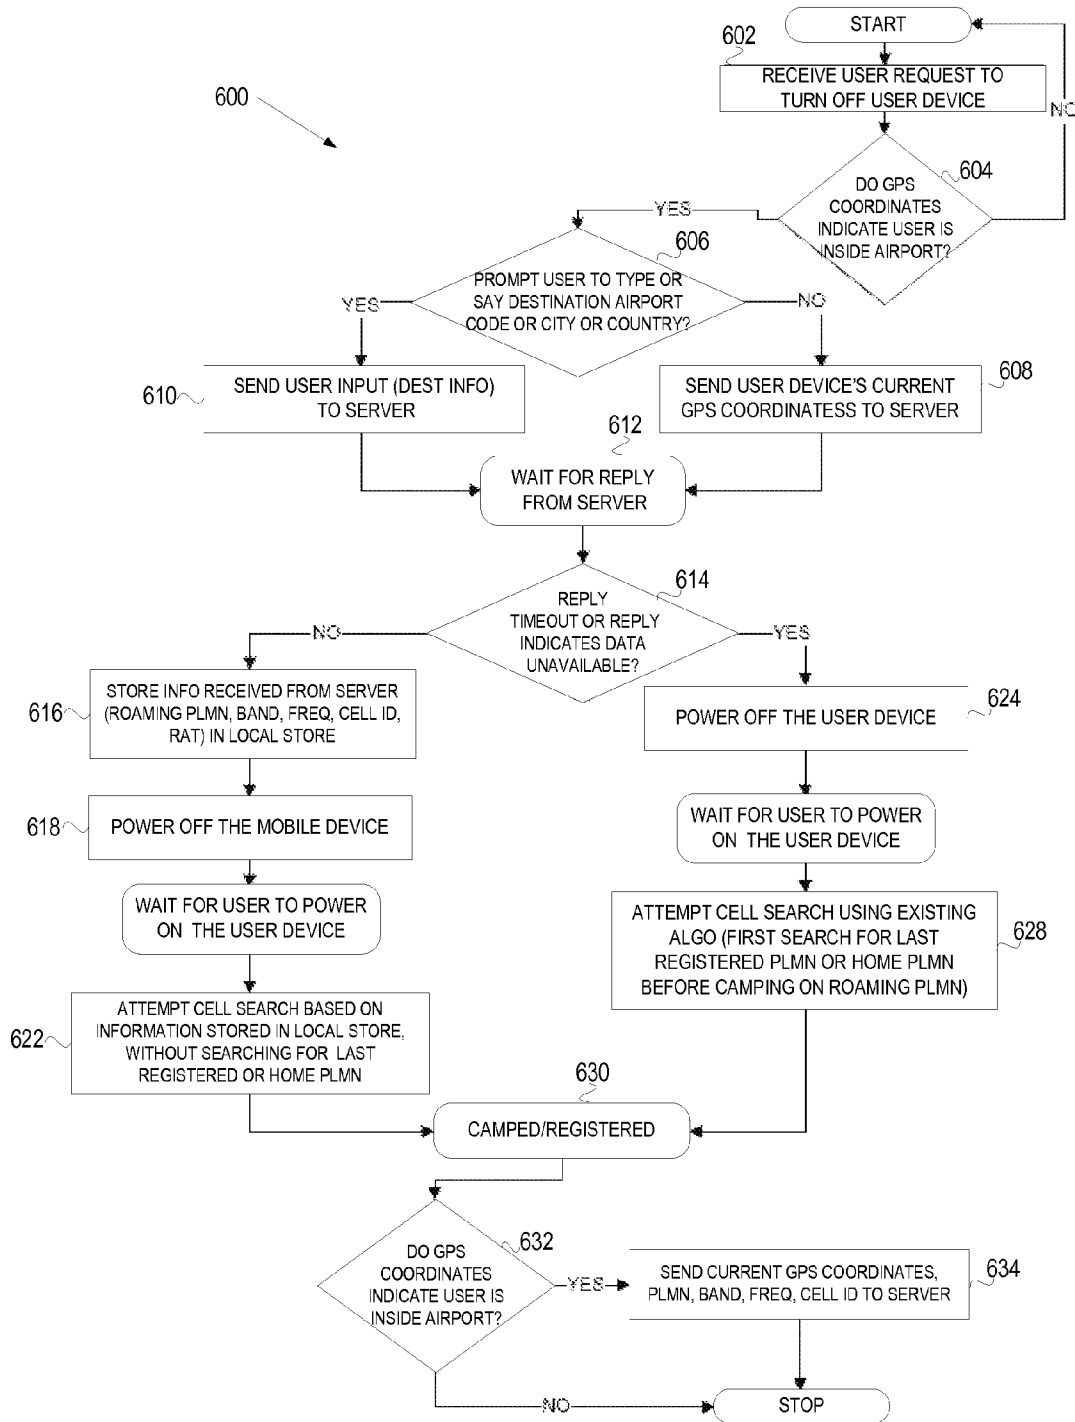 START
602
RECEIVE USER REQUEST TO
TURN OFF USER DEVICE
600
NO
604
DO GPS
COORDINATES
INDICATE USER IS
INSIDE AIRPORT?
YES
606
PROMPT USER TO TYPE OR
SAY DESTINATION AIRPORT
CODE OR CITY OR COUNTRY?
YES
NO
610
SEND USER INPUT (DEST INFO)
TO SERVER
SEND USER DEVICE'S CURRENT
GPS COORDINATESS TO SERVER
608
612
WAIT FOR REPLY
FROM SERVER
614
REPLY
TIMEOUT OR REPLY
INDICATES DATA
UNAVAILABLE?
NO
YES
616
STORE INFO RECEIVED FROM SERVER
(ROAMING PLMN, BAND, FREQ, CELL ID,
RAT) IN LOCAL STORE
POWER OFF THE USER DEVICE
624
618
POWER OFF THE MOBILE DEVICE
WAIT FOR USER TO POWER
ON THE USER DEVICE
WAIT FOR USER TO POWER
ON THE USER DEVICE
ATTEMPT CELL SEARCH USING EXISTING
ALGO (FIRST SEARCH FOR LAST
REGISTERED PLMN OR HOME PLMN
BEFORE CAMPING ON ROAMING PLMN)
628
622
ATTEMPT CELL SEARCH BASED ON
INFORMATION STORED IN LOCAL STORE,
WITHOUT SEARCHING FOR LAST
REGISTERED OR HOME PLMN
630
CAMPED/REGISTERED
632
DO GPS
COORDINATES
INDICATE USER IS
INSIDE AIRPORT?
YES
SEND CURRENT GPS COORDINATES,
PLMN, BAND, FREQ, CELL ID TO SERVER
634
NO
STOP